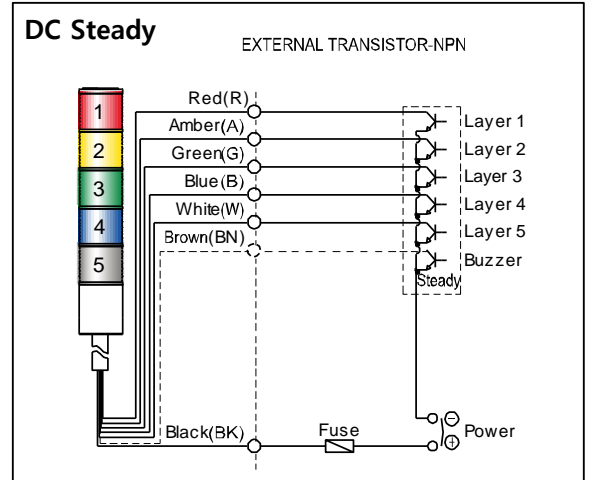 DC Steady
EXTERNAL TRANSISTOR-NPN
Red(R)
Amber(A)
Green(G)
Blue(B)
White(W)
Brown(BN)
1
2
3
4
5
Layer 1
Layer 2
Layer 3
Layer 4
Layer 5
Buzzer
Steady
Black(BK)
Fuse
−
+
Power